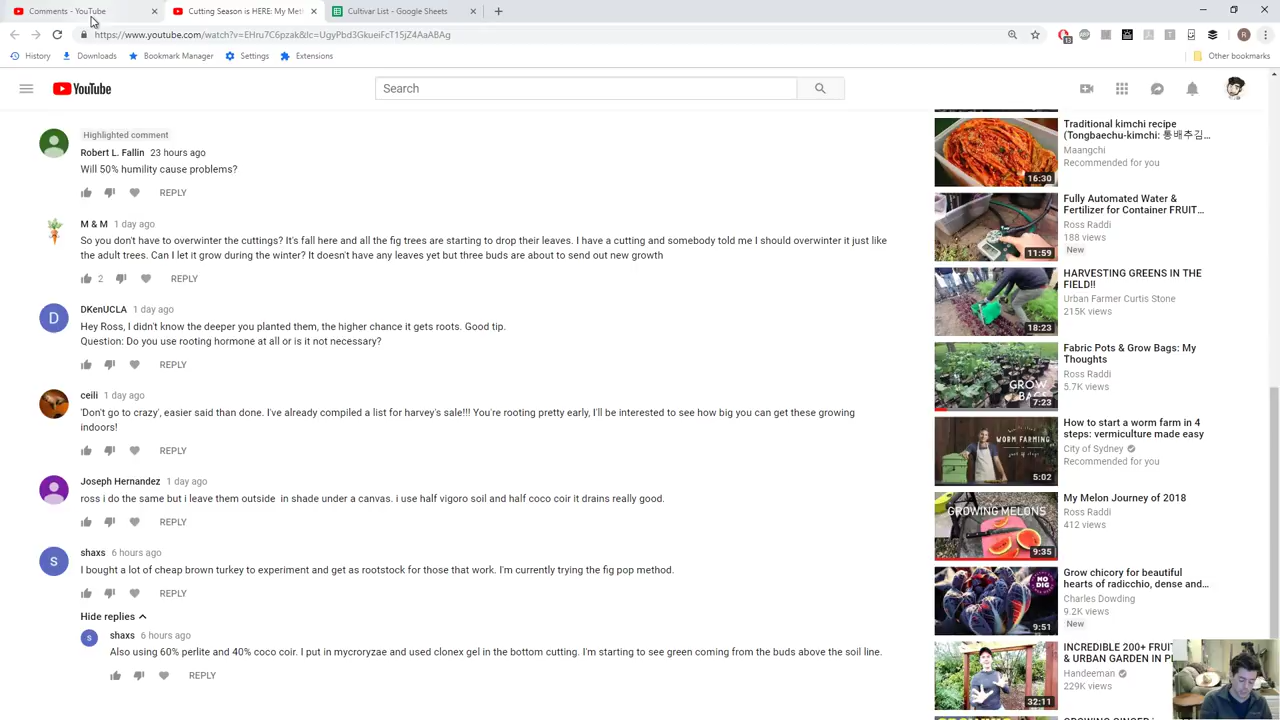 Comments - YouTube
Cutting Season is HERE: My Met
Cultivar List - Google Sheets
https://www.youtube.com/watch?v=EHru7C6pzak&lc=UgyPbd3GkueiFcT15jZ4AaABAg
History
Downloads
Bookmark Manager
Settings
Extensions
Other bookmarks
YouTube
Search
Highlighted comment
Robert L. Fallin 23 hours ago
Will 50% humility cause problems?
REPLY
M & M 1 day ago
So you don't have to overwinter the cuttings? It's fall here and all the fig trees are starting to drop their leaves. I have a cutting and somebody told me I should overwinter it just like
the adult trees. Can I let it grow during the winter? It doesn't have any leaves yet but three buds are about to send out new growth
2 REPLY
DKenUCLA 1 day ago
Hey Ross, I didn't know the deeper you planted them, the higher chance it gets roots. Good tip.
Question: Do you use rooting hormone at all or is it not necessary?
REPLY
ceili 1 day ago
'Don't go to crazy', easier said than done. I've already compiled a list for harvey's sale!!! You're rooting pretty early, I'll be interested to see how big you can get these growing
indoors!
REPLY
Joseph Hernandez 1 day ago
ross i do the same but i leave them outside in shade under a canvas. i use half vigoro soil and half coco coir it drains really good.
REPLY
shaxs 6 hours ago
I bought a lot of cheap brown turkey to experiment and get as rootstock for those that work. I'm currently trying the fig pop method.
REPLY
Hide replies
shaxs 6 hours ago
Also using 60% perlite and 40% coco coir. I put in mycoryzae and used clonex gel in the bottom cutting. I'm starting to see green coming from the buds above the soil line.
REPLY
Traditional kimchi recipe
(Tongbaechu-kimchi: 통배추김...
Maangchi
Recommended for you
16:30
Fully Automated Water &
Fertilizer for Container FRUIT...
Ross Raddi
188 views
New
11:59
HARVESTING GREENS IN THE
FIELD!!
Urban Farmer Curtis Stone
215K views
18:23
Fabric Pots & Grow Bags: My
Thoughts
Ross Raddi
5.7K views
GROW
BAGS
7:23
How to start a worm farm in 4
steps: vermiculture made easy
City of Sydney
Recommended for you
WORM FARMING
5:02
My Melon Journey of 2018
Ross Raddi
412 views
GROWING MELONS
9:35
Grow chicory for beautiful
hearts of radicchio, dense and...
Charles Dowding
9.2K views
New
NO
DIG
9:51
INCREDIBLE 200+ FRUI
& URBAN GARDEN IN P
Handeeman
229K views
32:11